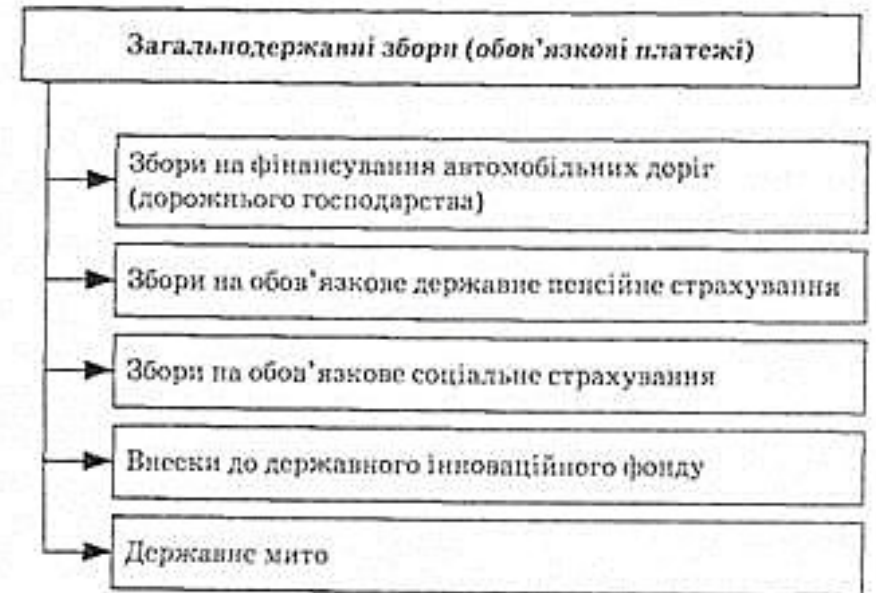 Загальнодержавні збори (обов'язкові платежі)
Збори на фінансування автомобільних доріг
(дорожнього господарства)
Збори на обов'язкове державне пенсійне страхування
Збори на обов'язкове соціальне страхування
Внески до державного інноваційного фонду
Державне мито